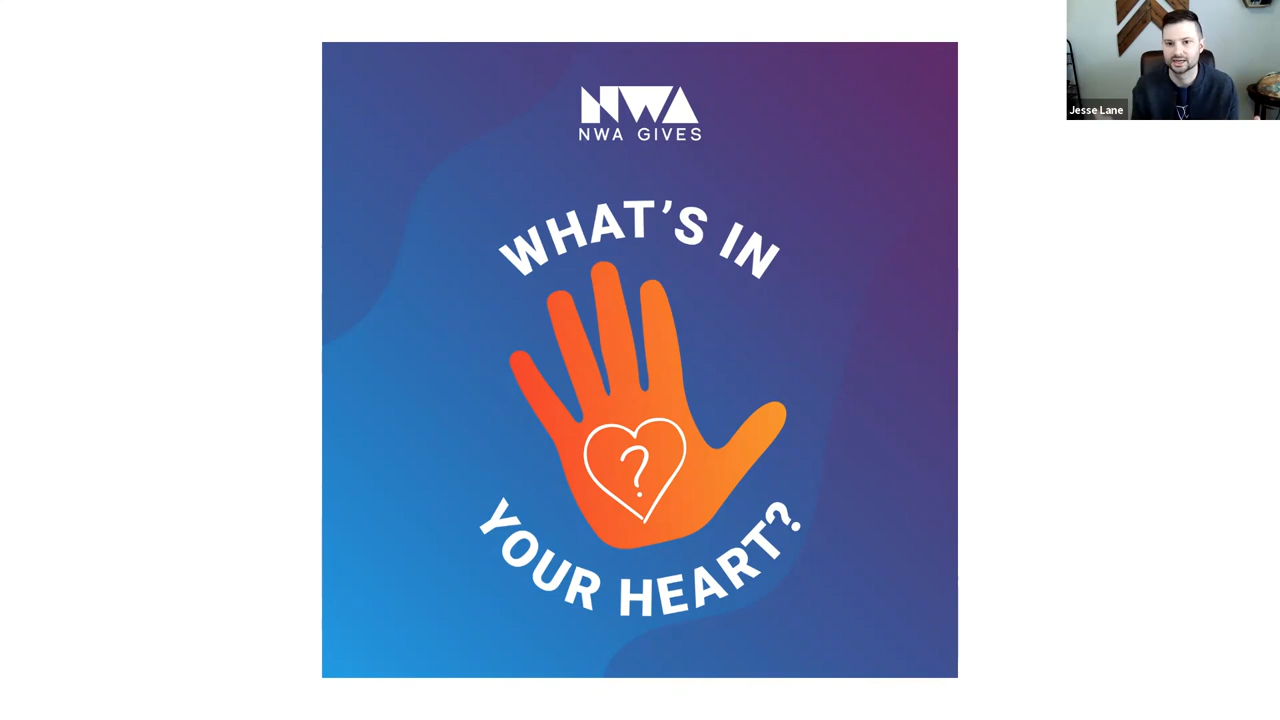 NWA
NWA GIVES
WHAT'S IN
?
YOUR HEART?
Jesse Lane